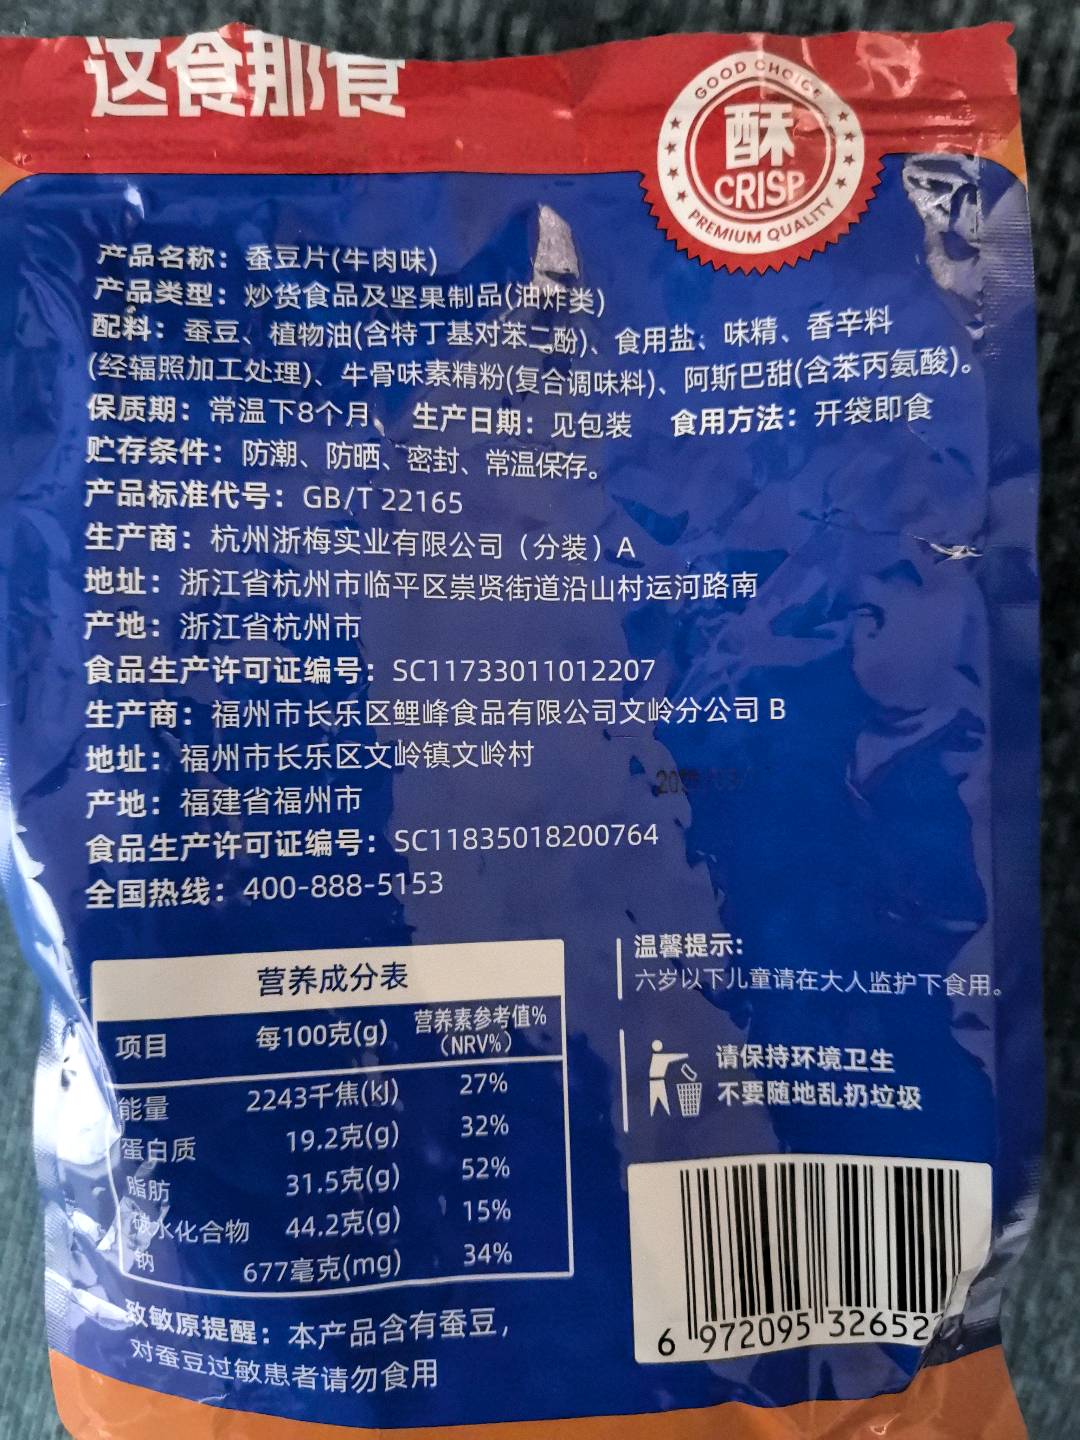 这食那食
GOOD CHOICE
酥
CRISP
PREMIUM QUALITY
产品名称：蚕豆片(牛肉味)
产品类型：炒货食品及坚果制品(油炸类)
配料：蚕豆、植物油(含特丁基对苯二酚)、食用盐、味精、香辛料
(经辐照加工处理)、牛骨味素精粉(复合调味料)、阿斯巴甜(含苯丙氨酸)。
保质期：常温下8个月、 生产日期：见包装 食用方法：开袋即食
贮存条件：防潮、防晒、密封、常温保存。
产品标准代号：GB/T 22165
生产商：杭州浙梅实业有限公司（分装）A
地址：浙江省杭州市临平区崇贤街道沿山村运河路南
产地：浙江省杭州市
食品生产许可证编号：SC11733011012207
生产商：福州市长乐区鲤峰食品有限公司文岭分公司 B
地址：福州市长乐区文岭镇文岭村
产地：福建省福州市
食品生产许可证编号：SC11835018200764
全国热线：400-888-5153
营养成分表
项目 每100克(g) 营养素参考值%（NRV%）
能量 2243千焦(kJ) 27%
蛋白质 19.2克(g) 32%
脂肪 31.5克(g) 52%
碳水化合物 44.2克(g) 15%
钠 677毫克(mg) 34%
致敏原提醒：本产品含有蚕豆，
对蚕豆过敏患者请勿食用
温馨提示：
六岁以下儿童请在大人监护下食用。
请保持环境卫生
不要随地乱扔垃圾
6 972095 32652